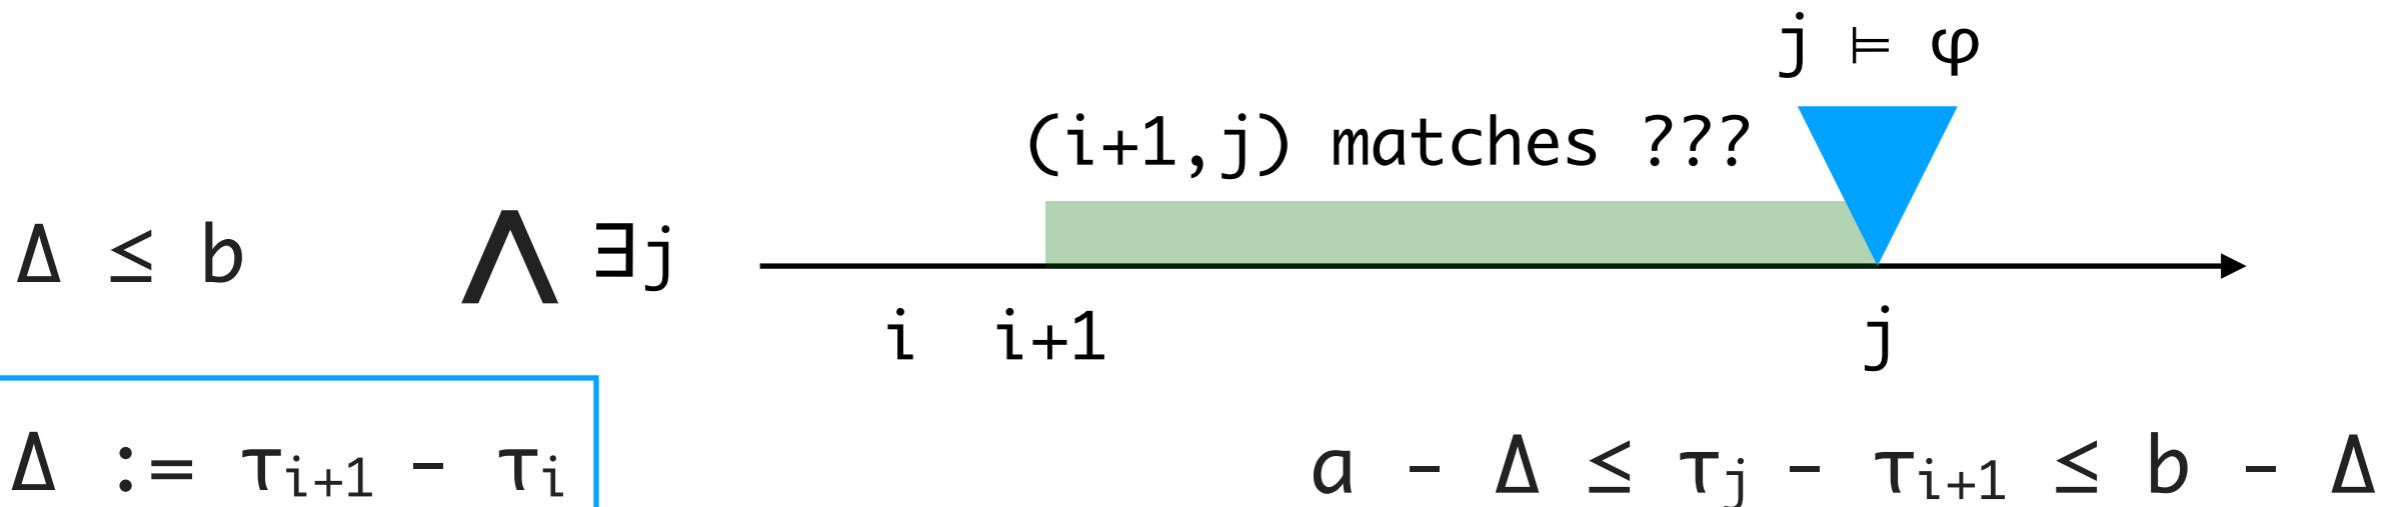 j ⊨ φ
(i+1,j) matches ???
Δ ≤ b ∧ ∃j
i i+1 j
Δ := τᵢ₊₁ - τᵢ
a - Δ ≤ τⱼ - τᵢ₊₁ ≤ b - Δ